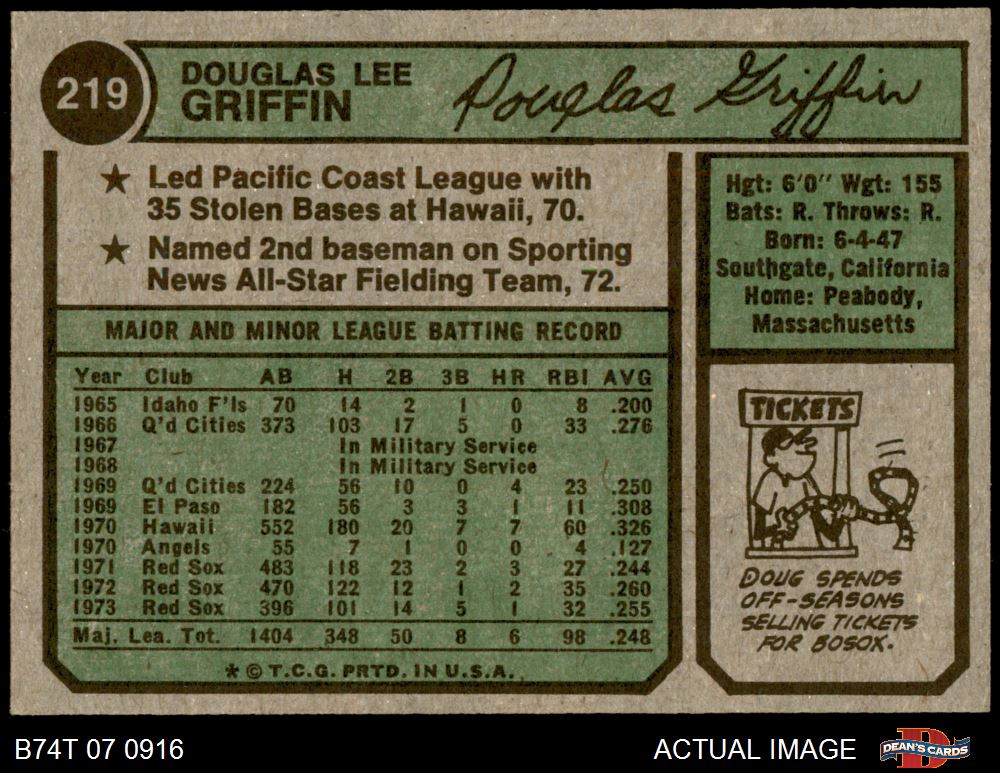 219
DOUGLAS LEE
GRIFFIN
Douglas Griffin
★ Led Pacific Coast League with
35 Stolen Bases at Hawaii, 70.
★ Named 2nd baseman on Sporting
News All-Star Fielding Team, 72.
Hgt: 6'0" Wgt: 155
Bats: R. Throws: R.
Born: 6-4-47
Southgate, California
Home: Peabody,
Massachusetts
MAJOR AND MINOR LEAGUE BATTING RECORD
Year Club AB H 2B 3B HR RBI AVG
1965 Idaho F'ls 70 14 2 1 0 8 .200
1966 Q'd Cities 373 103 17 5 0 33 .276
1967 In Military Service
1968 In Military Service
1969 Q'd Cities 224 56 10 0 4 23 .250
1969 El Paso 182 56 3 3 1 11 .308
1970 Hawaii 552 180 20 7 7 60 .326
1970 Angels 55 7 1 0 0 4 .127
1971 Red Sox 483 118 23 2 3 27 .244
1972 Red Sox 470 122 12 1 2 35 .260
1973 Red Sox 396 101 14 5 1 32 .255
Maj. Lea. Tot. 1404 348 50 8 6 98 .248
* © T.C.G. PRTD. IN U.S.A.
TICKETS
DOUG SPENDS
OFF-SEASONS
SELLING TICKETS
FOR BOSOX.
B74T 07 0916
ACTUAL IMAGE
DEAN'S CARDS